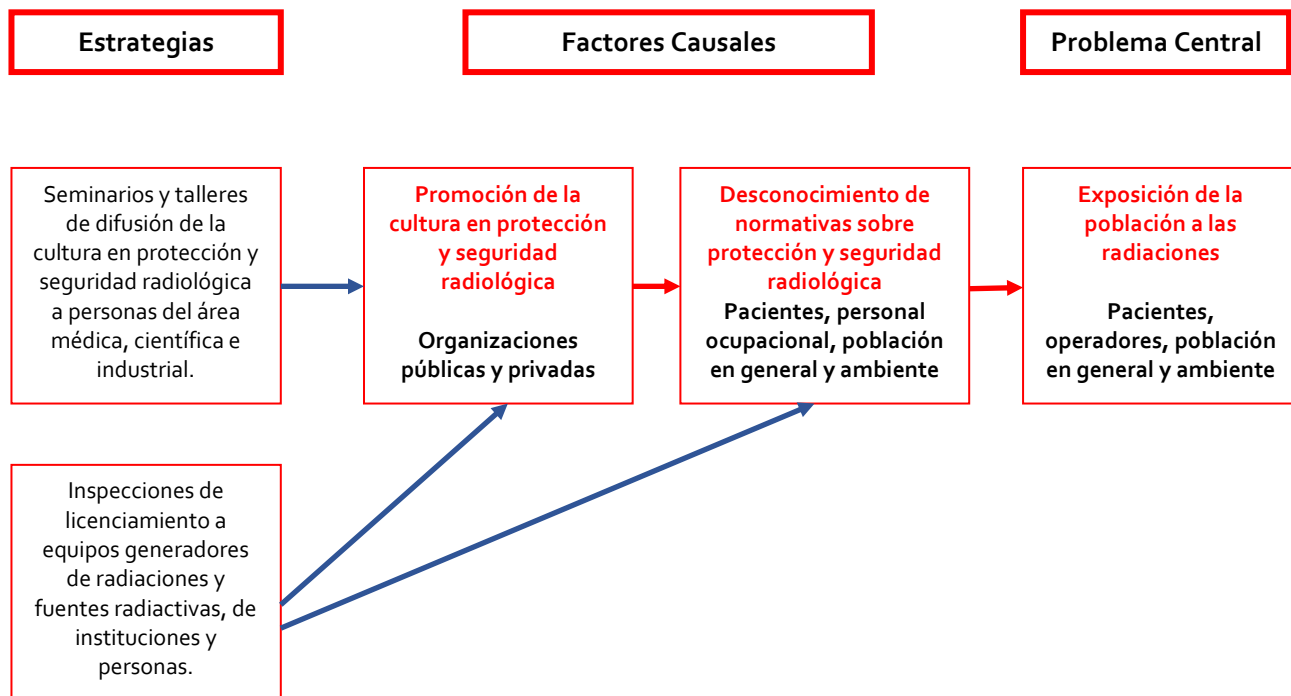 Estrategias
Factores Causales
Problema Central
Seminarios y talleres
de difusión de la
cultura en protección y
seguridad radiológica
a personas del área
médica, científica e
industrial.
Promoción de la
cultura en protección
y seguridad
radiológica
Organizaciones
públicas y privadas
Desconocimiento de
normativas sobre
protección y seguridad
radiológica
Pacientes, personal
ocupacional, población
en general y ambiente
Exposición de la
población a las
radiaciones
Pacientes,
operadores, población
en general y ambiente
Inspecciones de
licenciamiento a
equipos generadores
de radiaciones y
fuentes radiactivas, de
instituciones y
personas.